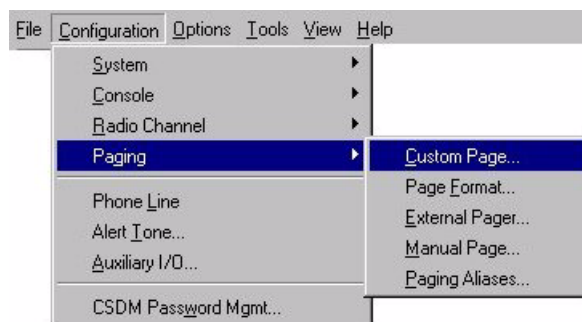 File Configuration Options Tools View Help
System
Console
Radio Channel
Paging
Custom Page...
Page Format...
External Pager...
Manual Page...
Paging Aliases...
Phone Line
Alert Tone...
Auxiliary I/O...
CSDM Password Mgmt...